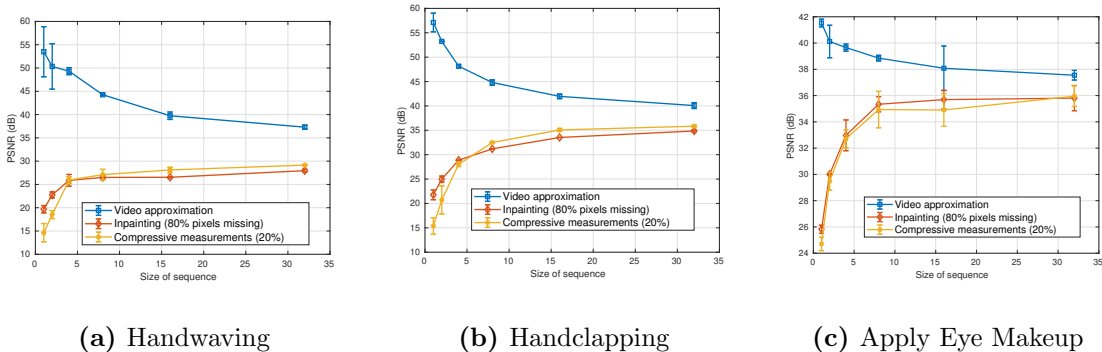 60
55
50
45
40
35
30
25
20
15
10
PSNR (dB)
Video approximation
Inpainting (80% pixels missing)
Compressive measurements (20%)
0 5 10 15 20 25 30 35
Size of sequence
(a) Handwaving
60
55
50
45
40
35
30
25
20
15
10
PSNR (dB)
Video approximation
Inpainting (80% pixels missing)
Compressive measurements (20%)
0 5 10 15 20 25 30 35
Size of sequence
(b) Handclapping
42
40
38
36
34
32
30
28
26
24
PSNR (dB)
Video approximation
Inpainting (80% pixels missing)
Compressive measurements (20%)
0 5 10 15 20 25 30 35
Size of sequence
(c) Apply Eye Makeup